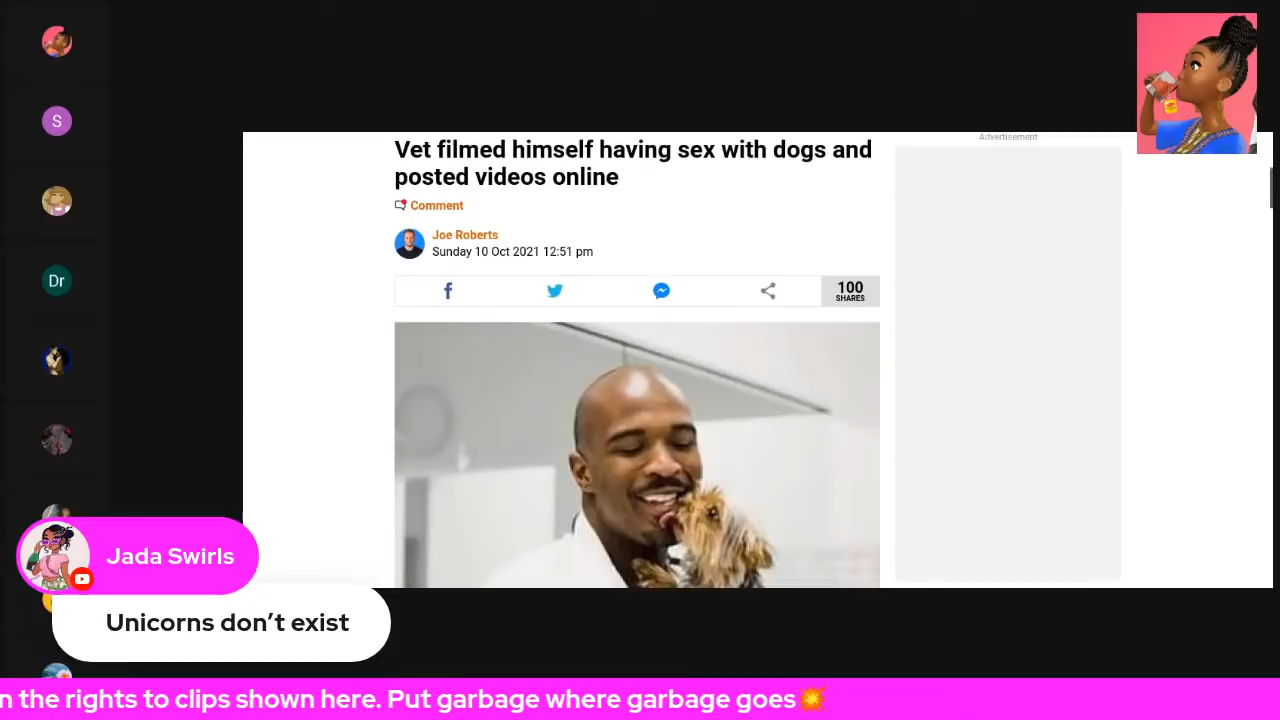 Advertisement
Vet filmed himself having sex with dogs and
posted videos online
Comment
Joe Roberts
Sunday 10 Oct 2021 12:51 pm
100
SHARES
S
Dr
Jada Swirls
Unicorns don’t exist
n the rights to clips shown here. Put garbage where garbage goes💥